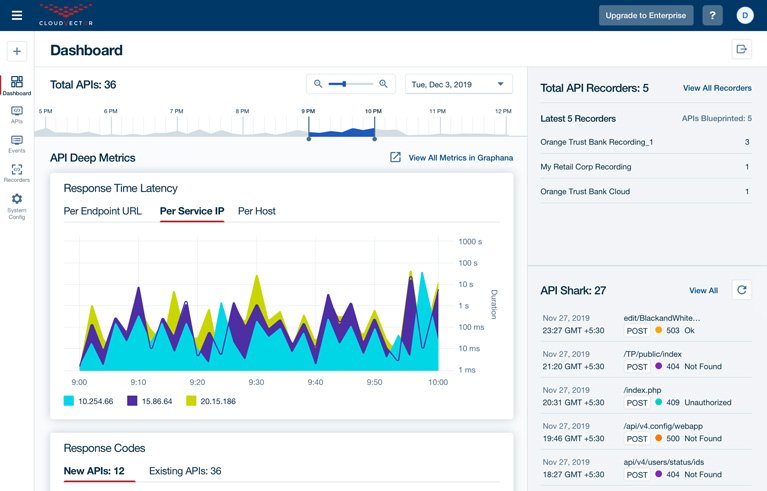 CLOUDVECTOR
Upgrade to Enterprise
?
D
Dashboard
Dashboard
APIs
Events
Recorders
System
Config
Total APIs: 36
Tue, Dec 3, 2019
5 PM
6 PM
7 PM
8 PM
9 PM
10 PM
11 PM
12 PM
API Deep Metrics
View All Metrics in Graphana
Response Time Latency
Per Endpoint URL
Per Service IP
Per Host
1000 s
100 s
10 s
1 s
100 ms
10 ms
1 ms
Duration
9:00
9:10
9:20
9:30
9:40
9:50
10:00
10.254.66
15.86.64
20.15.186
Response Codes
New APIs: 12
Existing APIs: 36
Total API Recorders: 5
View All Recorders
Latest 5 Recorders
APIs Blueprinted: 5
Orange Trust Bank Recording_1 3
My Retail Corp Recording 1
Orange Trust Bank Cloud 1
API Shark: 27
View All
Nov 27, 2019 edit/BlackandWhite...
23:27 GMT +5:30 POST 503 Ok
Nov 27, 2019 /TP/public/index
21:20 GMT +5:30 POST 404 Not Found
Nov 27, 2019 /index.php
20:31 GMT +5:30 POST 409 Unauthorized
Nov 27, 2019 /api/v4.config/webapp
19:46 GMT +5:30 POST 500 Not Found
Nov 27, 2019 api/v4/users/status/ids
18:27 GMT +5:30 POST 404 Not Found